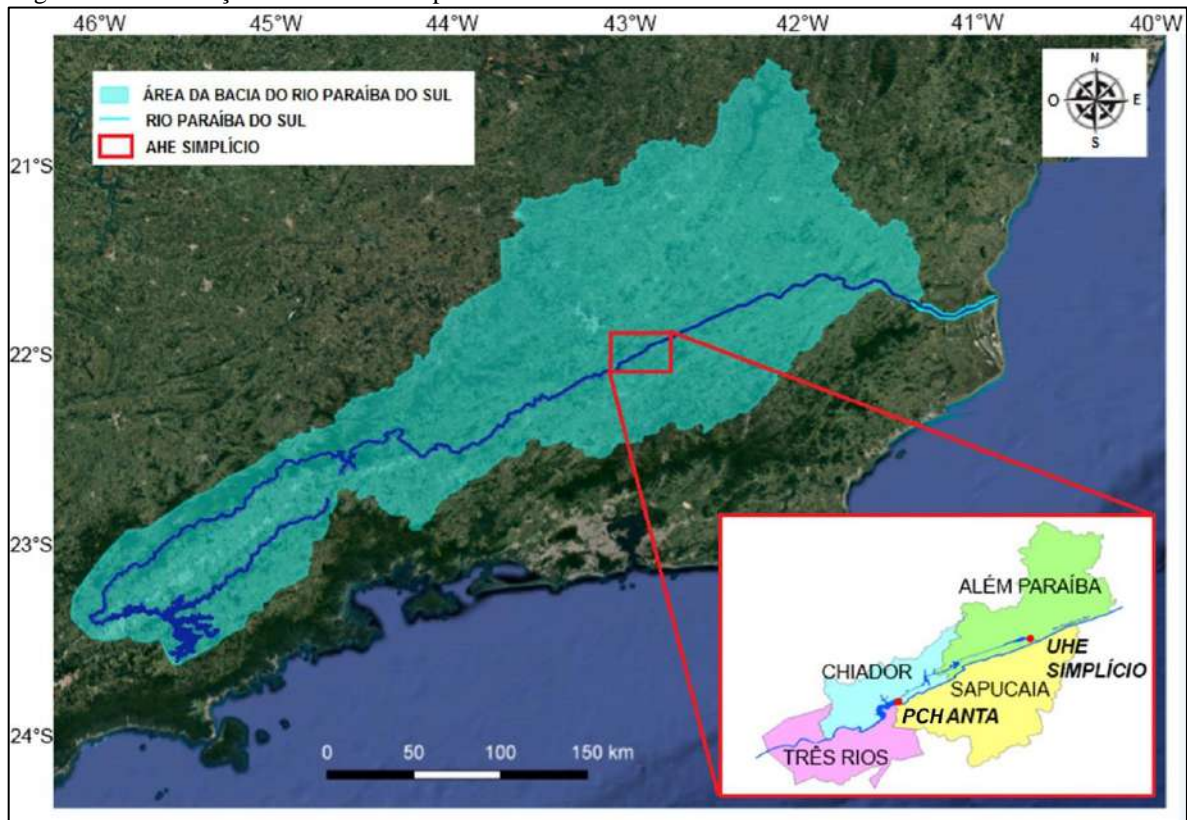 46°W 45°W 44°W 43°W 42°W 41°W 40°W
ÁREA DA BACIA DO RIO PARAÍBA DO SUL
RIO PARAÍBA DO SUL
AHE SIMPLÍCIO
N
O E
S
21°S
22°S
23°S
24°S
0 50 100 150 km
ALÉM PARAÍBA
UHE
SIMPLÍCIO
CHIADOR
SAPUCAIA
PCH ANTA
TRÊS RIOS